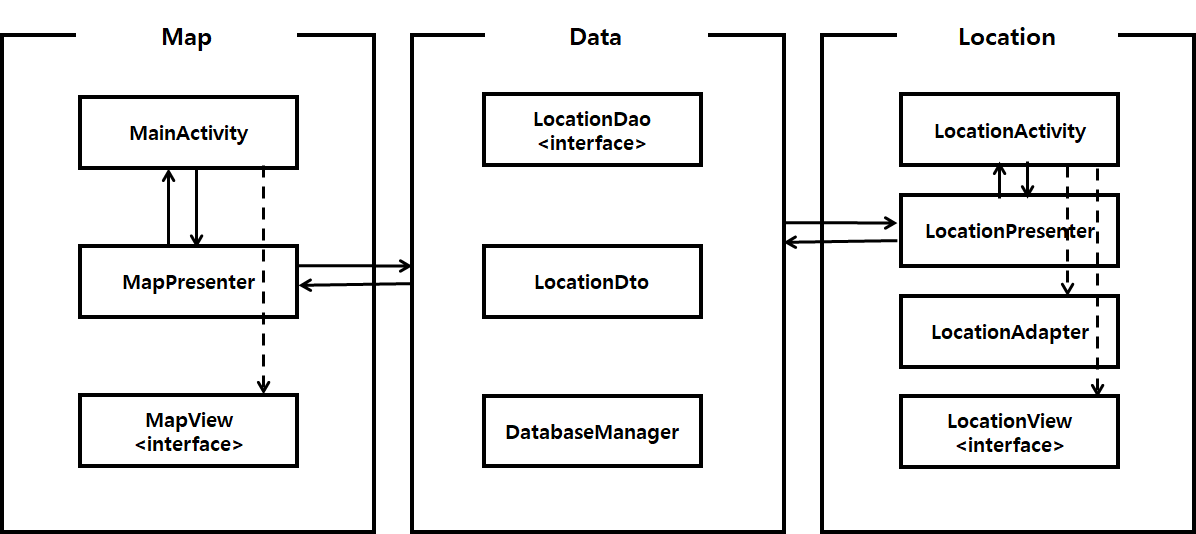 Map
MainActivity
MapPresenter
MapView
<interface>
Data
LocationDao
<interface>
LocationDto
DatabaseManager
Location
LocationActivity
LocationPresenter
LocationAdapter
LocationView
<interface>